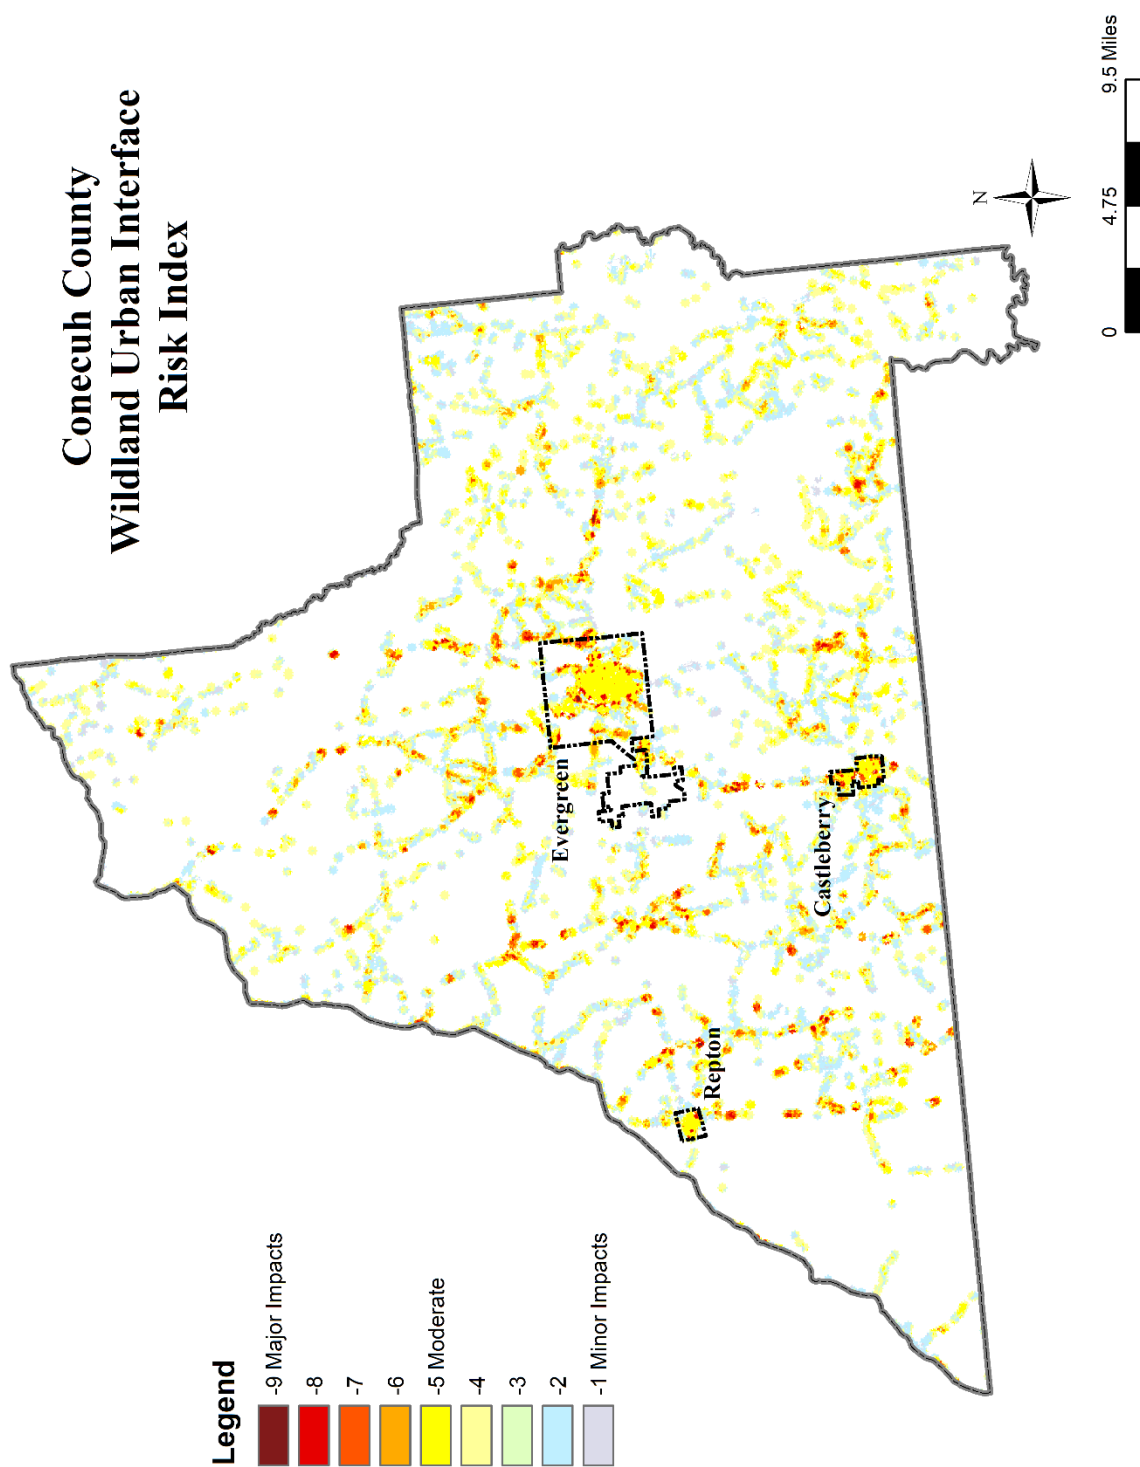 Conecuh County
Wildland Urban Interface
Risk Index
Evergreen
Castleberry
Repton
Legend
-9 Major Impacts
-8
-7
-6
-5 Moderate
-4
-3
-2
-1 Minor Impacts
N
0 4.75 9.5 Miles